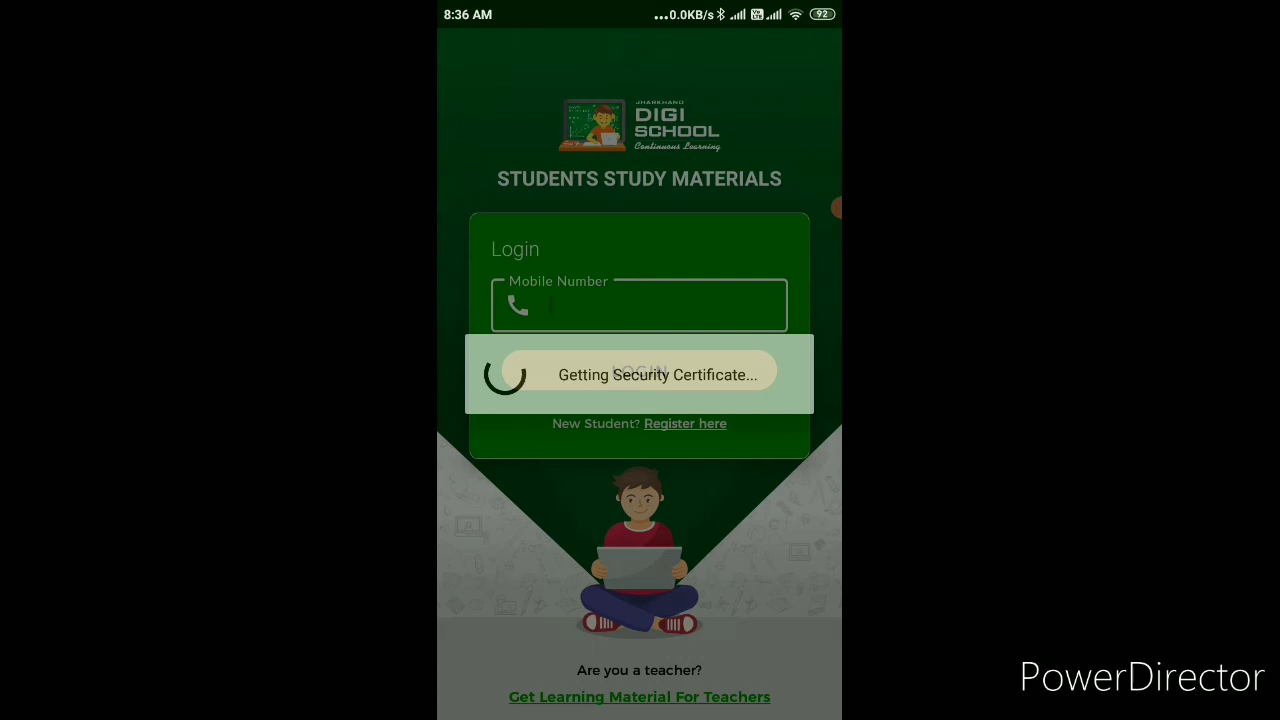 8:36 AM
...0.0KB/s
92
JHARKHAND
DIGI
SCHOOL
Continuous Learning
STUDENTS STUDY MATERIALS
Login
Mobile Number
LOGIN
Getting Security Certificate...
New Student? Register here
Are you a teacher?
Get Learning Material For Teachers
PowerDirector